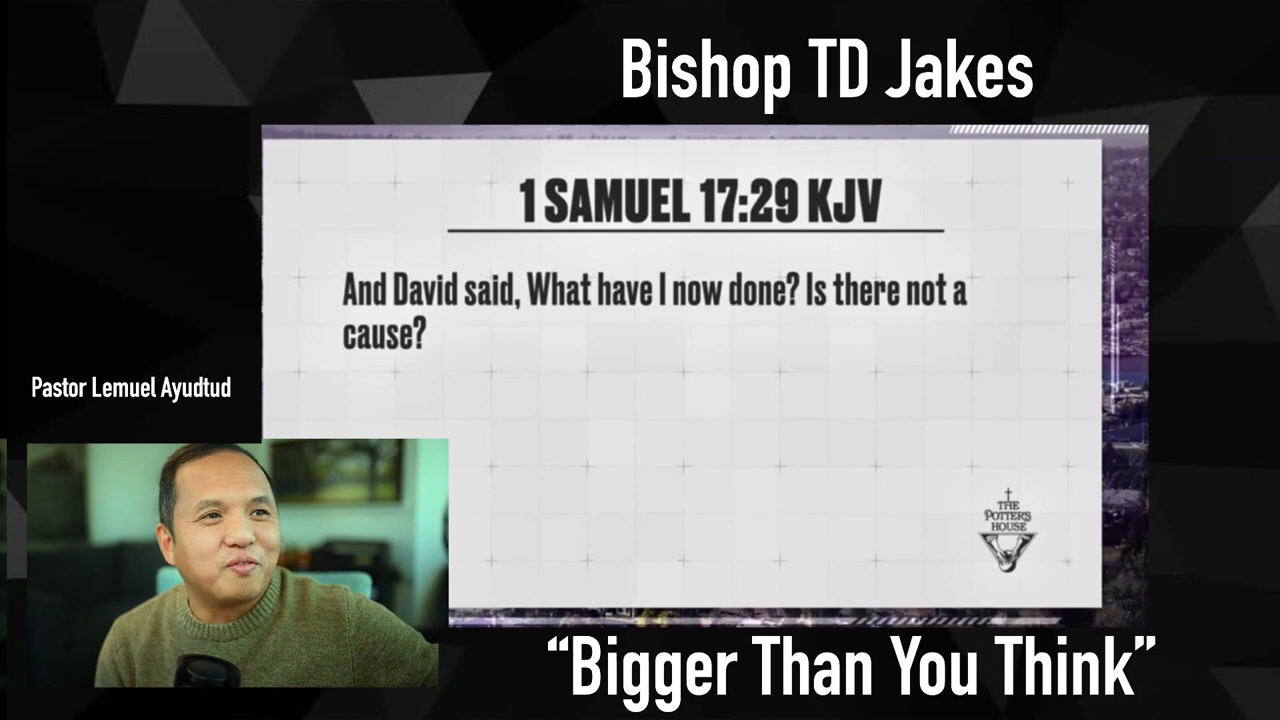 Bishop TD Jakes
1 SAMUEL 17:29 KJV
And David said, What have I now done? Is there not a
cause?
Pastor Lemuel Ayudtud
THE
POTTER'S
HOUSE
“Bigger Than You Think”